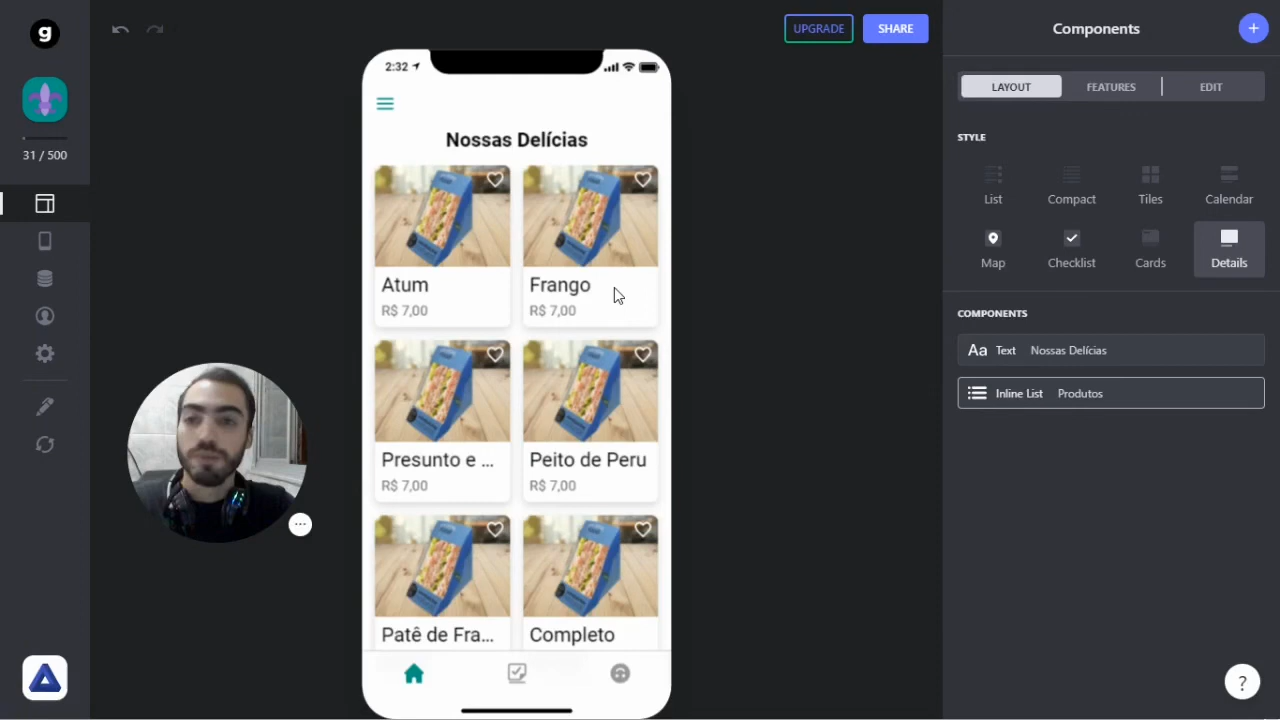 g
31 / 500
UPGRADE
SHARE
2:32
Nossas Delícias
Atum
R$ 7,00
Frango
R$ 7,00
Presunto e ...
R$ 7,00
Peito de Peru
R$ 7,00
Patê de Fra...
Completo
Components
+
LAYOUT
FEATURES
EDIT
STYLE
List
Compact
Tiles
Calendar
Map
Checklist
Cards
Details
COMPONENTS
Aa Text Nossas Delícias
Inline List Produtos
?